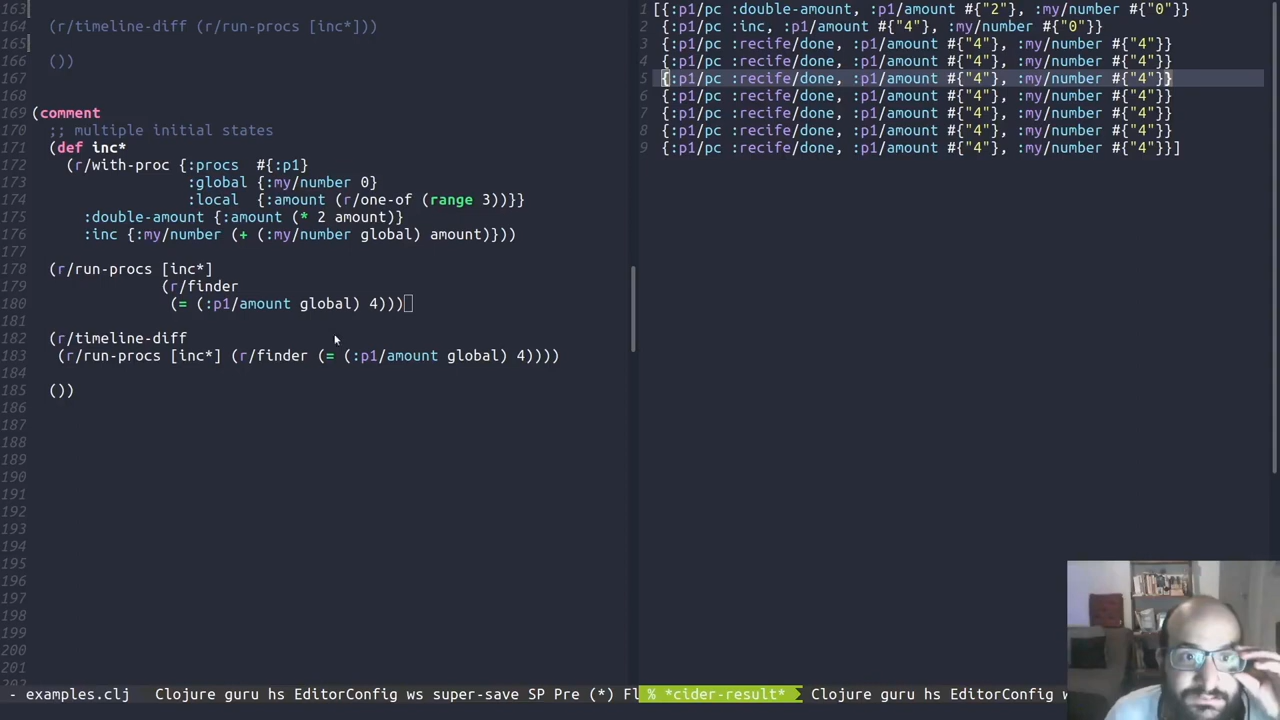 163
164 (r/timeline-diff (r/run-procs [inc*]))
165
166 ())
167
168
169 (comment
170 ;; multiple initial states
171 (def inc*
172 (r/with-proc {:procs #{:p1}
173 :global {:my/number 0}
174 :local {:amount (r/one-of (range 3))}}
175 :double-amount {:amount (* 2 amount)}
176 :inc {:my/number (+ (:my/number global) amount)}))
177
178 (r/run-procs [inc*]
179 (r/finder
180 (= (:p1/amount global) 4)))
181
182 (r/timeline-diff
183 (r/run-procs [inc*] (r/finder (= (:p1/amount global) 4))))
184
185 ())
186
187
188
189
190
191
192
193
194
195
196
197
198
199
200
201
- examples.clj Clojure guru hs EditorConfig ws super-save SP Pre (*) Fl
1 [{:p1/pc :double-amount, :p1/amount #{"2"}, :my/number #{"0"}}
2 {:p1/pc :inc, :p1/amount #{"4"}, :my/number #{"0"}}
3 {:p1/pc :recife/done, :p1/amount #{"4"}, :my/number #{"4"}}
4 {:p1/pc :recife/done, :p1/amount #{"4"}, :my/number #{"4"}}
5 {:p1/pc :recife/done, :p1/amount #{"4"}, :my/number #{"4"}}
6 {:p1/pc :recife/done, :p1/amount #{"4"}, :my/number #{"4"}}
7 {:p1/pc :recife/done, :p1/amount #{"4"}, :my/number #{"4"}}
8 {:p1/pc :recife/done, :p1/amount #{"4"}, :my/number #{"4"}}
9 {:p1/pc :recife/done, :p1/amount #{"4"}, :my/number #{"4"}}]
% *cider-result* Clojure guru hs EditorConfig w